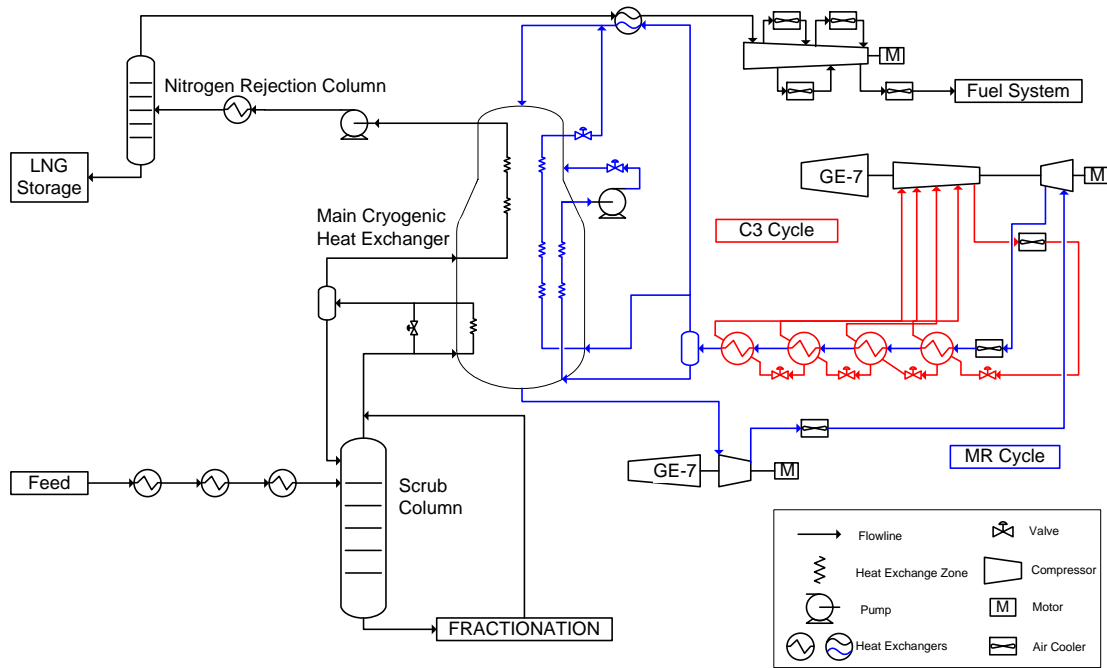 M
Nitrogen Rejection Column
Fuel System
LNG
Storage
GE-7
M
Main Cryogenic
Heat Exchanger
C3 Cycle
MR Cycle
GE-7
M
Feed
Scrub
Column
FRACTIONATION
Flowline
Valve
Heat Exchange Zone
Compressor
Pump
M
Motor
Heat Exchangers
Air Cooler